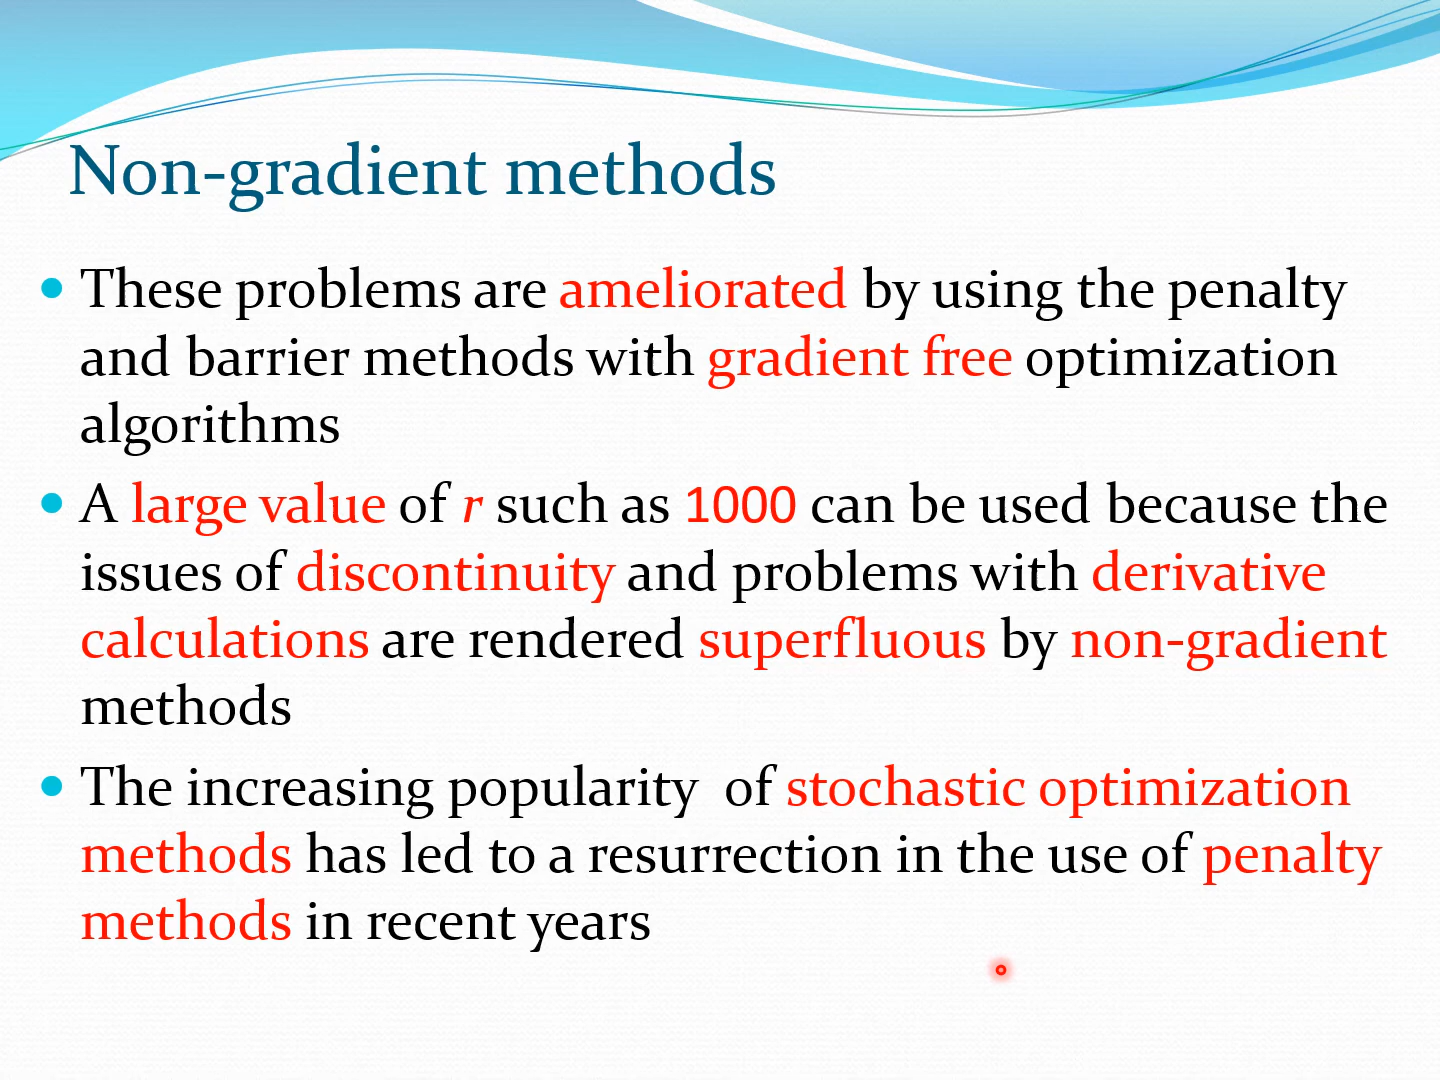 Non-gradient methods
• These problems are ameliorated by using the penalty
and barrier methods with gradient free optimization
algorithms
• A large value of r such as 1000 can be used because the
issues of discontinuity and problems with derivative
calculations are rendered superfluous by non-gradient
methods
• The increasing popularity of stochastic optimization
methods has led to a resurrection in the use of penalty
methods in recent years